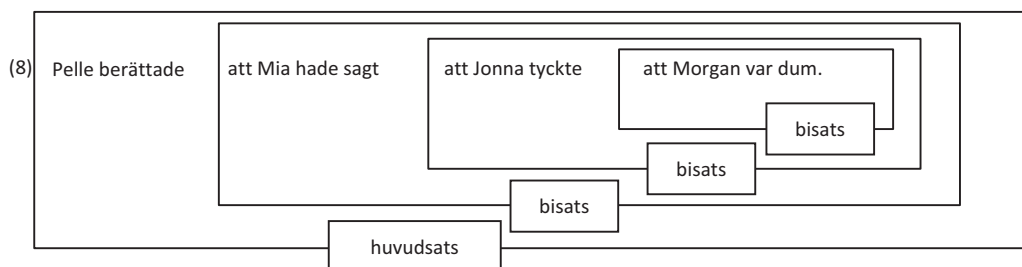 (8) Pelle berättade att Mia hade sagt att Jonna tyckte att Morgan var dum.
bisats
bisats
bisats
huvudsats